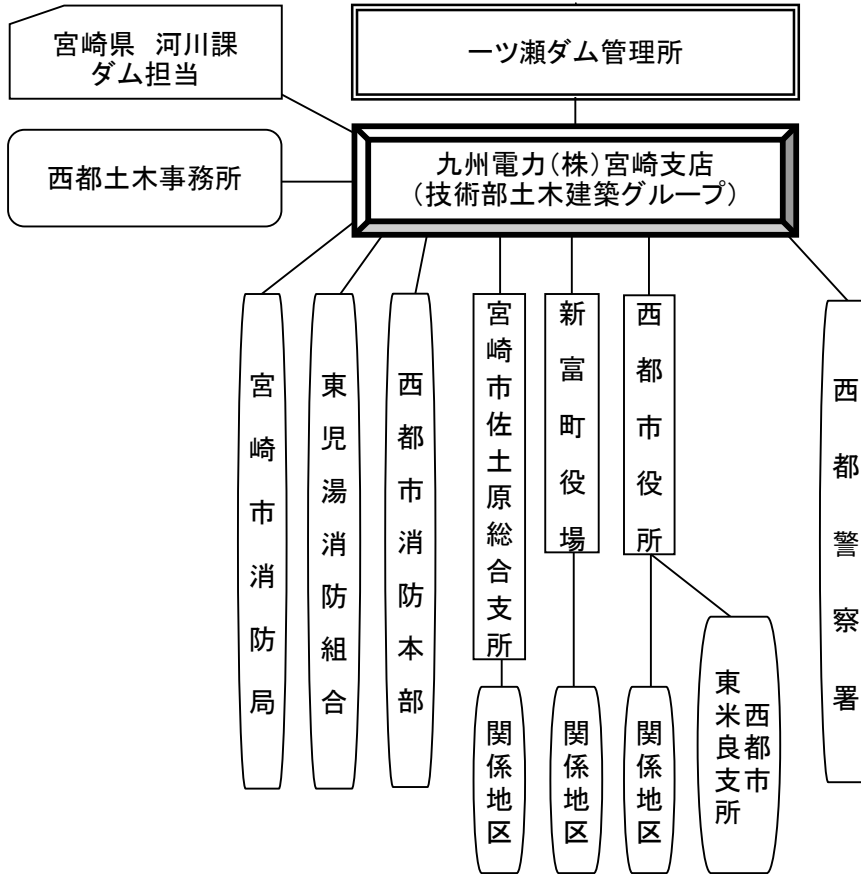 宮崎県 河川課
ダム担当
一ツ瀬ダム管理所
西都土木事務所
九州電力(株)宮崎支店
(技術部土木建築グループ)
宮崎市消防局
東児湯消防組合
西都市消防本部
宮崎市佐土原総合支所
新富町役場
西都市役所
西都警察署
関係地区
関係地区
関係地区
西都市
東米良支所